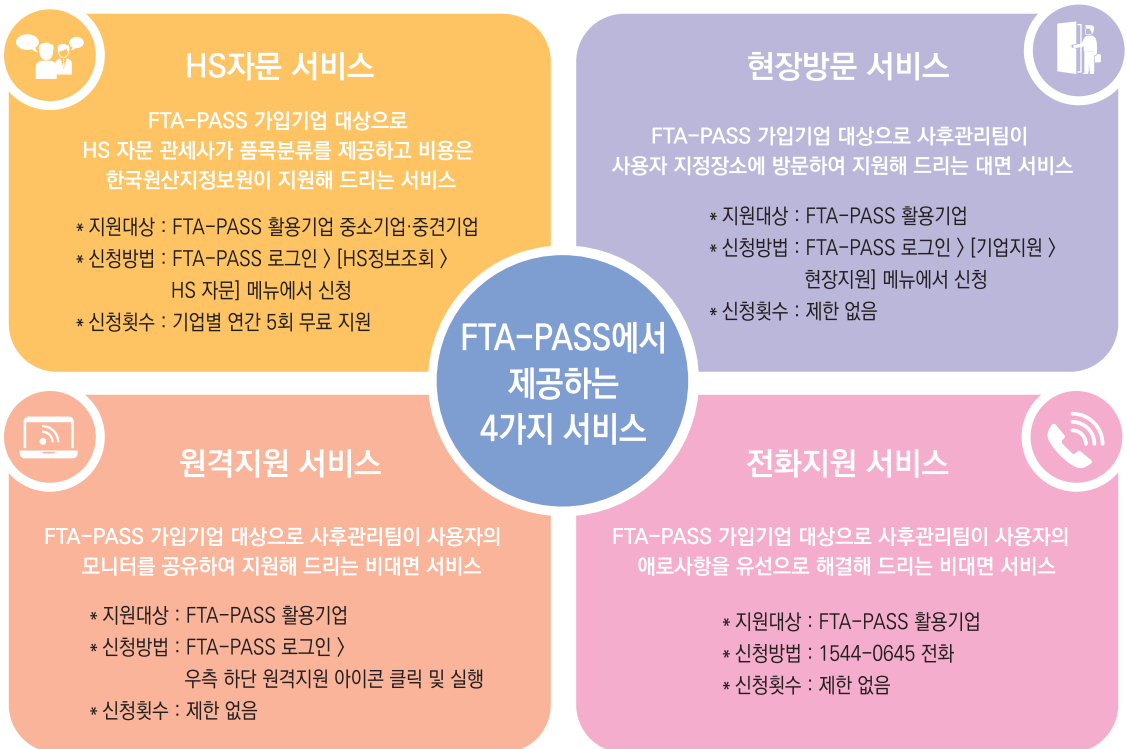 HS자문 서비스
FTA-PASS 가입기업 대상으로
HS 자문 관세사가 품목분류를 제공하고 비용은
한국원산지정보원이 지원해 드리는 서비스
* 지원대상 : FTA-PASS 활용기업 중소기업·중견기업
* 신청방법 : FTA-PASS 로그인 > [HS정보조회 >
HS 자문] 메뉴에서 신청
* 신청횟수 : 기업별 연간 5회 무료 지원
현장방문 서비스
FTA-PASS 가입기업 대상으로 사후관리팀이
사용자 지정장소에 방문하여 지원해 드리는 대면 서비스
* 지원대상 : FTA-PASS 활용기업
* 신청방법 : FTA-PASS 로그인 > [기업지원 >
현장지원] 메뉴에서 신청
* 신청횟수 : 제한 없음
FTA-PASS에서
제공하는
4가지 서비스
원격지원 서비스
FTA-PASS 가입기업 대상으로 사후관리팀이 사용자의
모니터를 공유하여 지원해 드리는 비대면 서비스
* 지원대상 : FTA-PASS 활용기업
* 신청방법 : FTA-PASS 로그인 >
우측 하단 원격지원 아이콘 클릭 및 실행
* 신청횟수 : 제한 없음
전화지원 서비스
FTA-PASS 가입기업 대상으로 사후관리팀이 사용자의
애로사항을 유선으로 해결해 드리는 비대면 서비스
* 지원대상 : FTA-PASS 활용기업
* 신청방법 : 1544-0645 전화
* 신청횟수 : 제한 없음